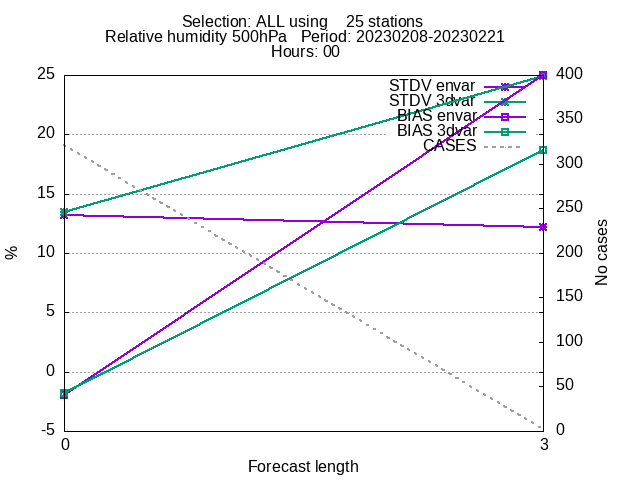 Selection: ALL using 25 stations
Relative humidity 500hPa Period: 20230208-20230221
Hours: 00
25
20
15
10
5
0
-5
%
STDV envar
STDV 3dvar
BIAS envar
BIAS 3dvar
CASES
400
350
300
250
200
150
100
50
0
No cases
0 3
Forecast length